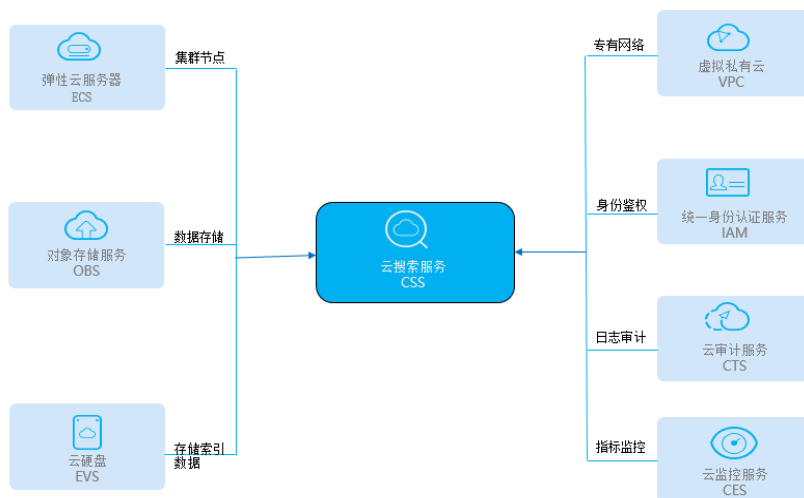 弹性云服务器
ECS
集群节点
对象存储服务
OBS
数据存储
云硬盘
EVS
存储索引
数据
云搜索服务
CSS
专有网络
虚拟私有云
VPC
身份鉴权
统一身份认证服务
IAM
日志审计
云审计服务
CTS
指标监控
云监控服务
CES